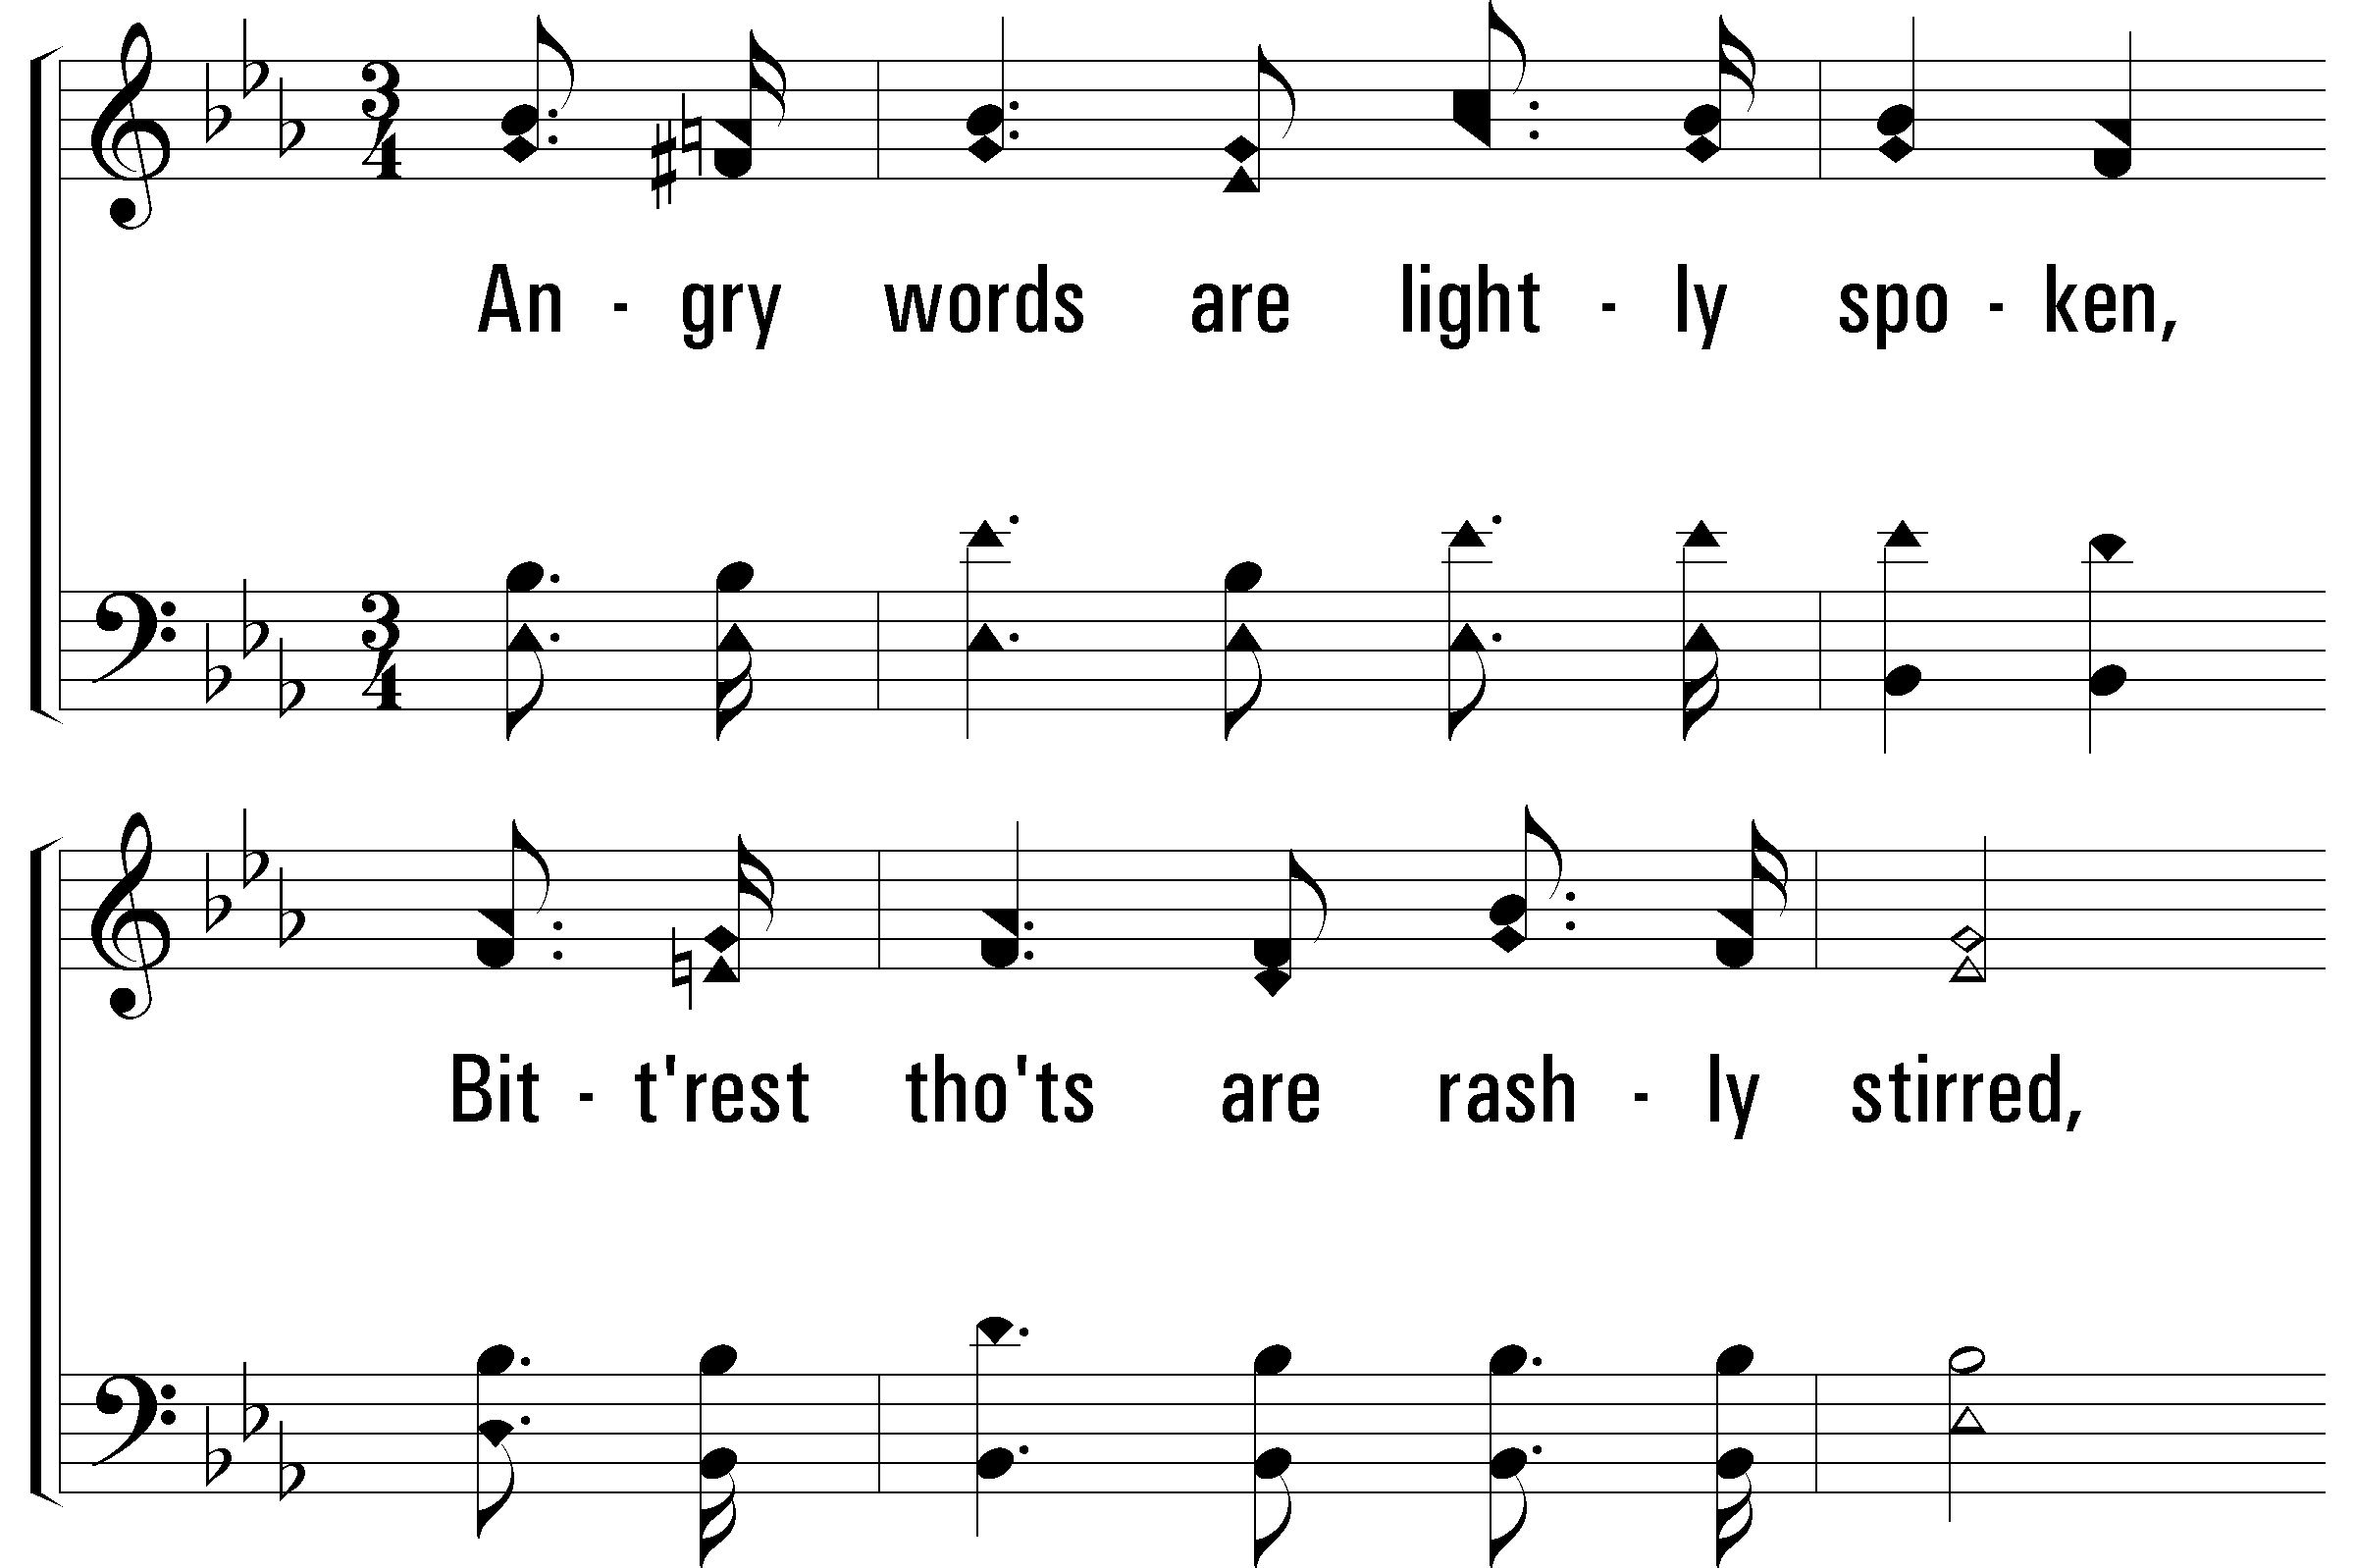 An - gry words are light - ly spo - ken,
Bit - t'rest tho'ts are rash - ly stirred,